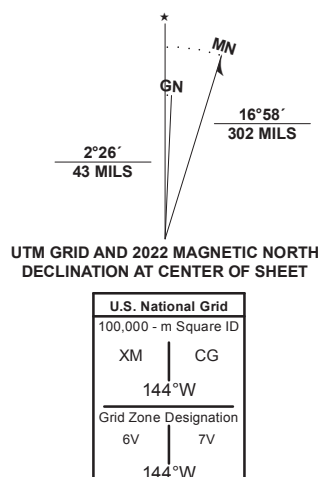 ★
MN
GN
16°58´
302 MILS
2°26´
43 MILS
UTM GRID AND 2022 MAGNETIC NORTH
DECLINATION AT CENTER OF SHEET
U.S. National Grid
100,000 - m Square ID
XM CG
144°W
Grid Zone Designation
6V 7V
144°W